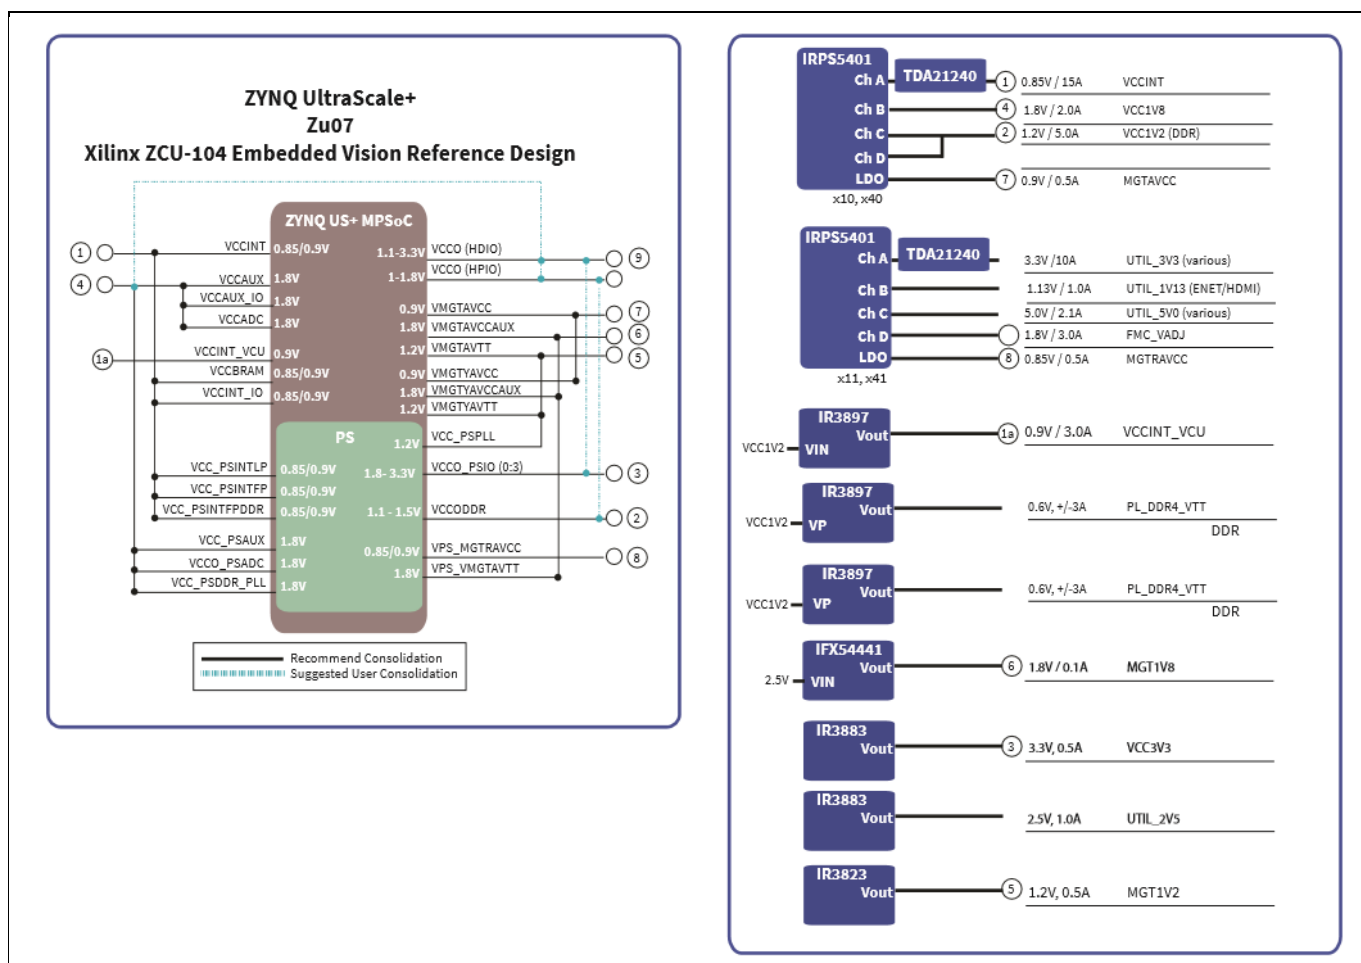 ZYNQ UltraScale+
Zu07
Xilinx ZCU-104 Embedded Vision Reference Design
ZYNQ US+ MPSoC
1
VCCINT
0.85/0.9V
4
VCCAUX
1.8V
VCCAUX_IO
1.8V
VCCADC
1.8V
1a
VCCINT_VCU
0.9V
VCCBRAM
0.85/0.9V
VCCINT_IO
0.85/0.9V
VCC_PSINTLP
0.85/0.9V
VCC_PSINTFP
0.85/0.9V
VCC_PSINTFPDDR
0.85/0.9V
VCC_PSAUX
1.8V
VCCO_PSADC
1.8V
VCC_PSDDR_PLL
1.8V
1.1-3.3V
VCCO (HDIO)
9
1-1.8V
VCCO (HPIO)
0.9V
VMGTAVCC
7
1.8V
VMGTAVCCAUX
6
1.2V
VMGTAVTT
5
0.9V
VMGTYAVCC
1.8V
VMGTYAVCCAUX
1.2V
VMGTYAVTT
PS
1.2V
VCC_PSPLL
1.8- 3.3V
VCCO_PSIO (0:3)
3
1.1 - 1.5V
VCCODDR
2
0.85/0.9V
VPS_MGTRAVCC
8
1.8V
VPS_VMGTAVTT
Recommend Consolidation
Suggested User Consolidation
IRPS5401
Ch A
TDA21240
1
0.85V / 15A
VCCINT
Ch B
4
1.8V / 2.0A
VCC1V8
Ch C
2
1.2V / 5.0A
VCC1V2 (DDR)
Ch D
LDO
7
0.9V / 0.5A
MGTAVCC
x10, x40
IRPS5401
Ch A
TDA21240
3.3V /10A
UTIL_3V3 (various)
Ch B
1.13V / 1.0A
UTIL_1V13 (ENET/HDMI)
Ch C
5.0V / 2.1A
UTIL_5V0 (various)
Ch D
1.8V / 3.0A
FMC_VADJ
LDO
8
0.85V / 0.5A
MGTRAVCC
x11, x41
IR3897
Vout
1a
0.9V / 3.0A
VCCINT_VCU
VCC1V2
VIN
IR3897
Vout
0.6V, +/-3A
PL_DDR4_VTT
VCC1V2
VP
DDR
IR3897
Vout
0.6V, +/-3A
PL_DDR4_VTT
VCC1V2
VP
DDR
IFX54441
Vout
6
1.8V / 0.1A
MGT1V8
2.5V
VIN
IR3883
Vout
3
3.3V, 0.5A
VCC3V3
IR3883
Vout
2.5V, 1.0A
UTIL_2V5
IR3823
Vout
5
1.2V, 0.5A
MGT1V2